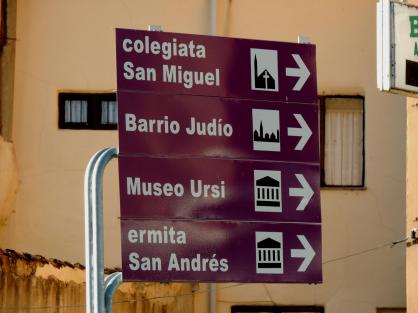 colegiata
San Miguel
Barrio Judío
Museo Ursi
ermita
San Andrés